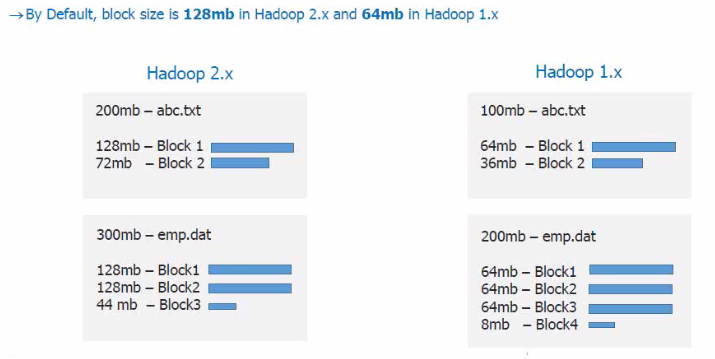 →By Default, block size is 128mb in Hadoop 2.x and 64mb in Hadoop 1.x
Hadoop 2.x
200mb – abc.txt
128mb – Block 1
72mb – Block 2
300mb – emp.dat
128mb – Block1
128mb – Block2
44 mb – Block3
Hadoop 1.x
100mb – abc.txt
64mb – Block 1
36mb – Block 2
200mb – emp.dat
64mb – Block1
64mb – Block2
64mb – Block3
8mb – Block4